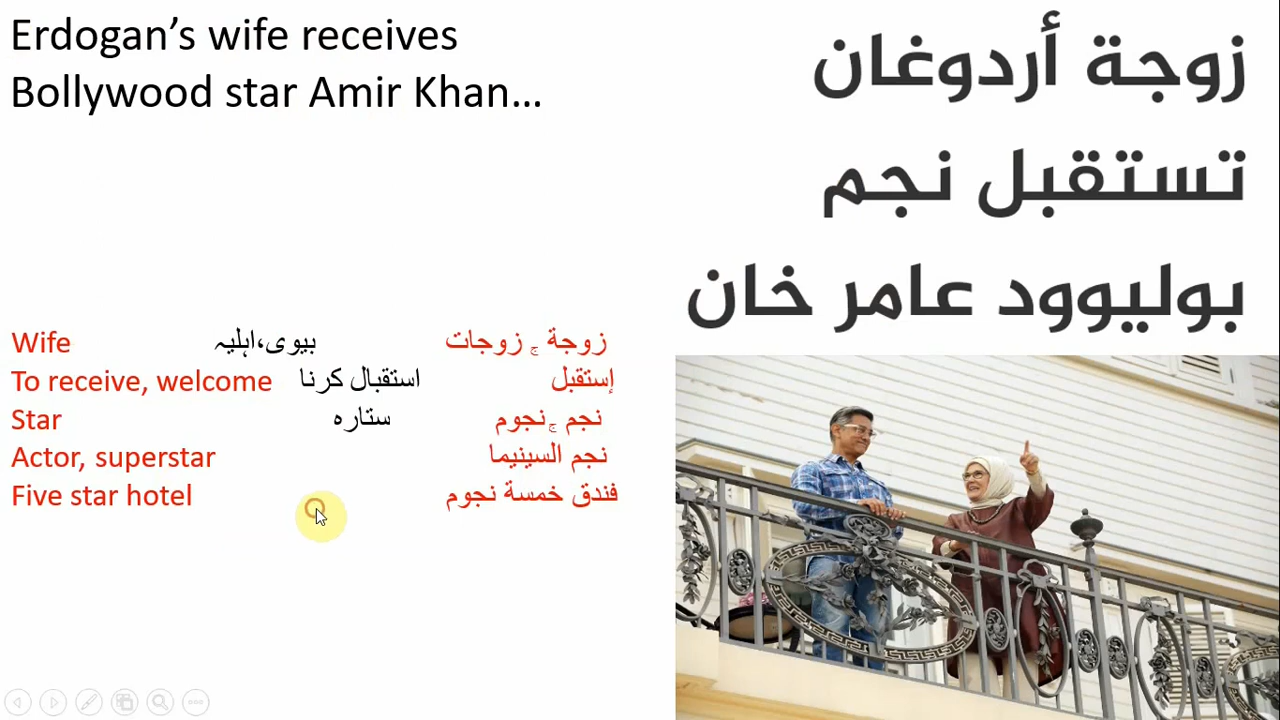 Erdogan's wife receives
Bollywood star Amir Khan...
زوجة أردوغان
تستقبل نجم
بوليوود عامر خان
Wife بیوی،اہلیہ زوجة ج زوجات
To receive, welcome استقبال کرنا إستقبل
Star ستارہ نجم ج نجوم
Actor, superstar نجم السينيما
Five star hotel فندق خمسة نجوم